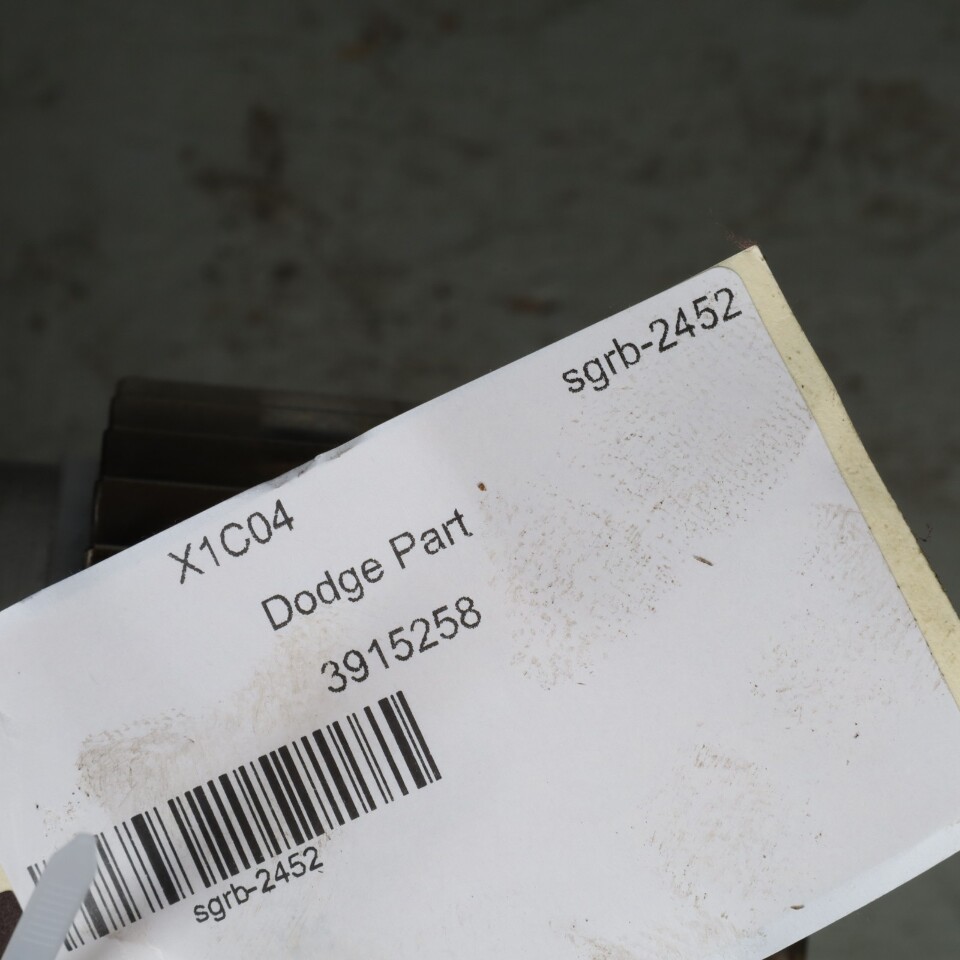 sgrb-2452
X1C04
Dodge Part
3915258
sgrb-2452